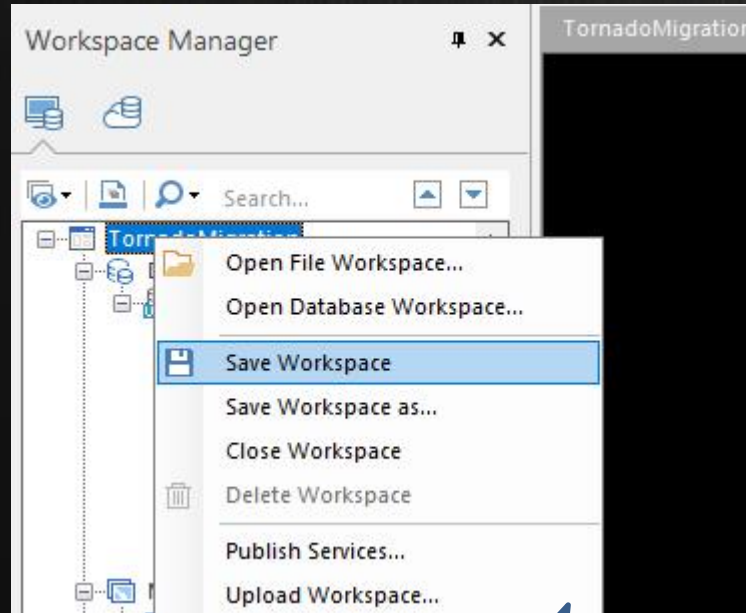 Workspace Manager
TornadoMigration
Search...
Open File Workspace...
Open Database Workspace...
Save Workspace
Save Workspace as...
Close Workspace
Delete Workspace
Publish Services...
Upload Workspace...